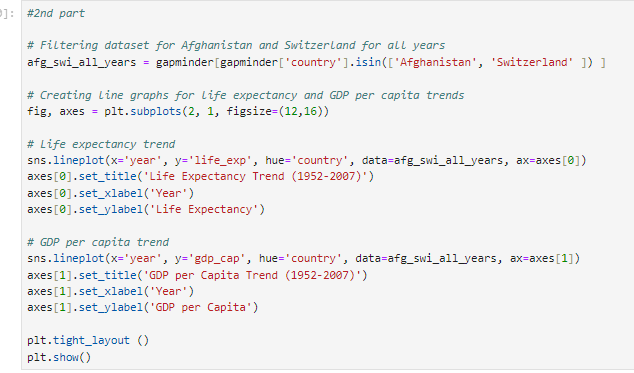 ]: #2nd part
# Filtering dataset for Afghanistan and Switzerland for all years
afg_swi_all_years = gapminder[gapminder['country'].isin(['Afghanistan', 'Switzerland' ]) ]
# Creating line graphs for life expectancy and GDP per capita trends
fig, axes = plt.subplots(2, 1, figsize=(12,16))
# Life expectancy trend
sns.lineplot(x='year', y='life_exp', hue='country', data=afg_swi_all_years, ax=axes[0])
axes[0].set_title('Life Expectancy Trend (1952-2007)')
axes[0].set_xlabel('Year')
axes[0].set_ylabel('Life Expectancy')
# GDP per capita trend
sns.lineplot(x='year', y='gdp_cap', hue='country', data=afg_swi_all_years, ax=axes[1])
axes[1].set_title('GDP per Capita Trend (1952-2007)')
axes[1].set_xlabel('Year')
axes[1].set_ylabel('GDP per Capita')
plt.tight_layout ()
plt.show()